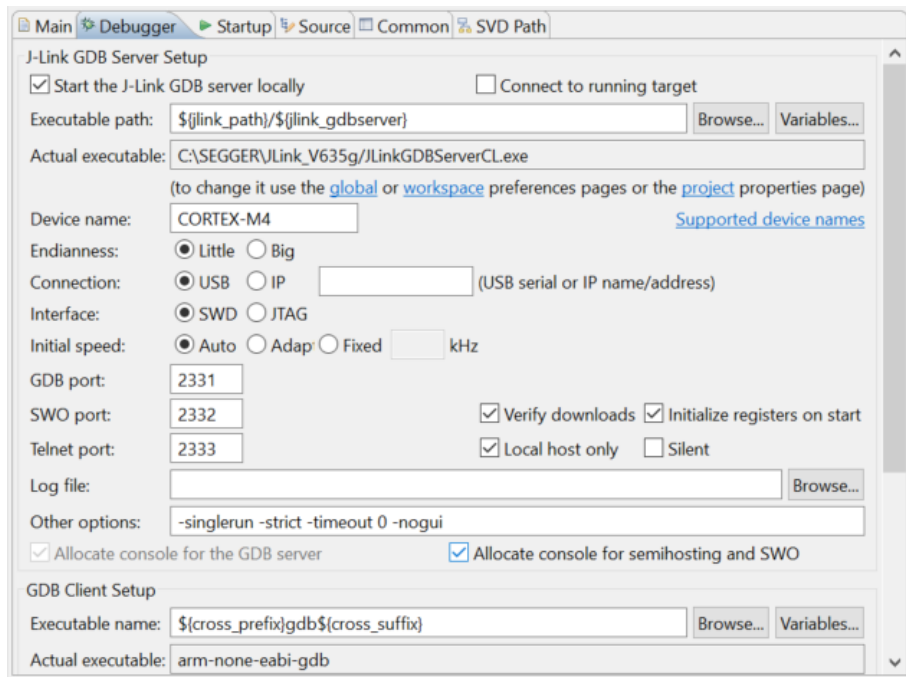 Main Debugger Startup Source Common SVD Path
J-Link GDB Server Setup
Start the J-Link GDB server locally Connect to running target
Executable path: ${jlink_path}/${jlink_gdbserver} Browse... Variables...
Actual executable: C:\SEGGER\JLink_V635g/JLinkGDBServerCL.exe
(to change it use the global or workspace preferences pages or the project properties page)
Device name: CORTEX-M4 Supported device names
Endianness: Little Big
Connection: USB IP (USB serial or IP name/address)
Interface: SWD JTAG
Initial speed: Auto Adap Fixed kHz
GDB port: 2331
SWO port: 2332 Verify downloads Initialize registers on start
Telnet port: 2333 Local host only Silent
Log file: Browse...
Other options: -singlerun -strict -timeout 0 -nogui
Allocate console for the GDB server Allocate console for semihosting and SWO
GDB Client Setup
Executable name: ${cross_prefix}gdb${cross_suffix} Browse... Variables...
Actual executable: arm-none-eabi-gdb